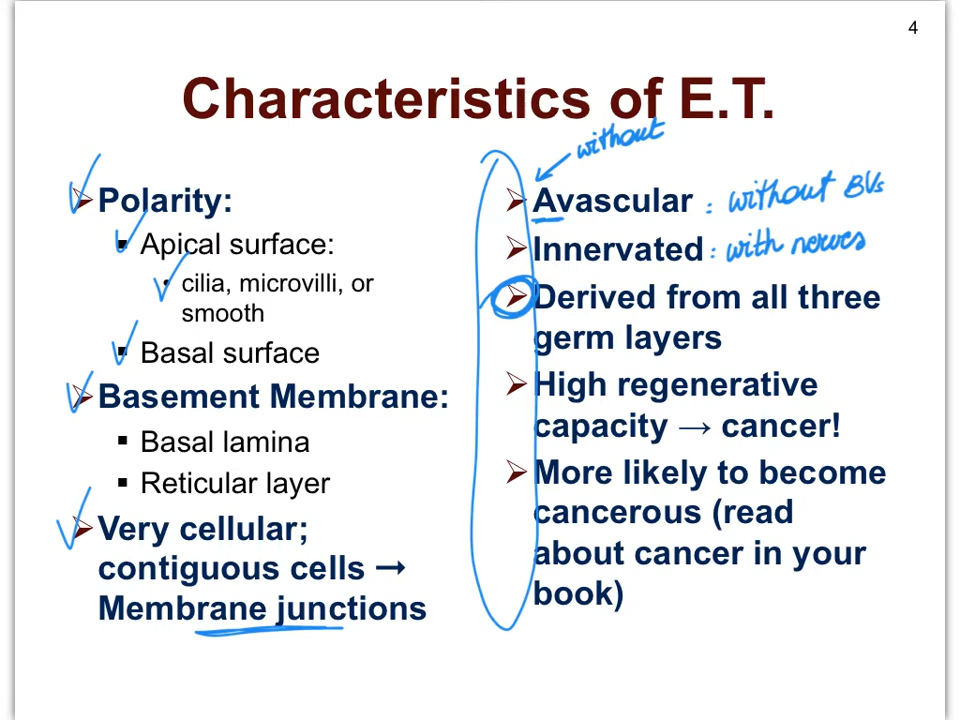 4
Characteristics of E.T.
Polarity:
Apical surface:
cilia, microvilli, or
smooth
Basal surface
Basement Membrane:
Basal lamina
Reticular layer
Very cellular;
contiguous cells →
Membrane junctions
without
Avascular : without BVs
Innervated : with nerves
Derived from all three
germ layers
High regenerative
capacity → cancer!
More likely to become
cancerous (read
about cancer in your
book)